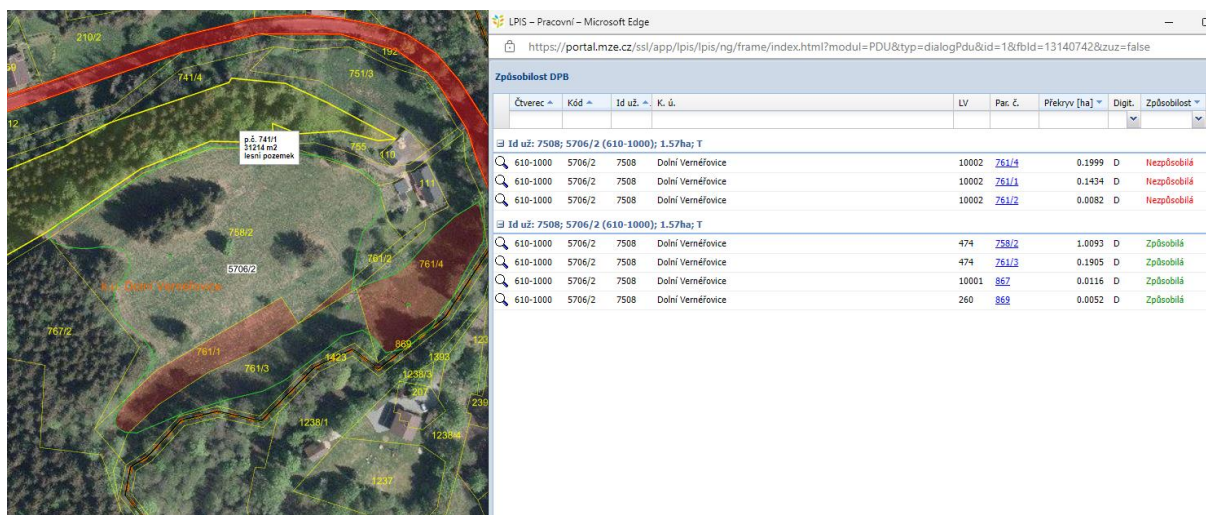 210/2
192
741/4
751/3
12
p.č. 741/1
31214 m2
lesní pozemek
755
110
111
758/2
761/2
761/4
5706/2
Dolní Vernéřovice
767/2
761/1
869
761/3
1423
1393
1238/3
207
239
1238/1
1238/4
1237
LPIS – Pracovní – Microsoft Edge
https://portal.mze.cz/ssl/app/lpis/lpis/ng/frame/index.html?modul=PDU&typ=dialogPdu&id=1&fbId=13140742&zuz=false
Způsobilost DPB
Čtverec Kód Id už. K. ú. LV Par. č. Překryv [ha] Digit. Způsobilost
Id už: 7508; 5706/2 (610-1000); 1.57ha; T
610-1000 5706/2 7508 Dolní Vernéřovice 10002 761/4 0.1999 D Nezpůsobilá
610-1000 5706/2 7508 Dolní Vernéřovice 10002 761/1 0.1434 D Nezpůsobilá
610-1000 5706/2 7508 Dolní Vernéřovice 10002 761/2 0.0082 D Nezpůsobilá
Id už: 7508; 5706/2 (610-1000); 1.57ha; T
610-1000 5706/2 7508 Dolní Vernéřovice 474 758/2 1.0093 D Způsobilá
610-1000 5706/2 7508 Dolní Vernéřovice 474 761/3 0.1905 D Způsobilá
610-1000 5706/2 7508 Dolní Vernéřovice 10001 867 0.0116 D Způsobilá
610-1000 5706/2 7508 Dolní Vernéřovice 260 869 0.0052 D Způsobilá